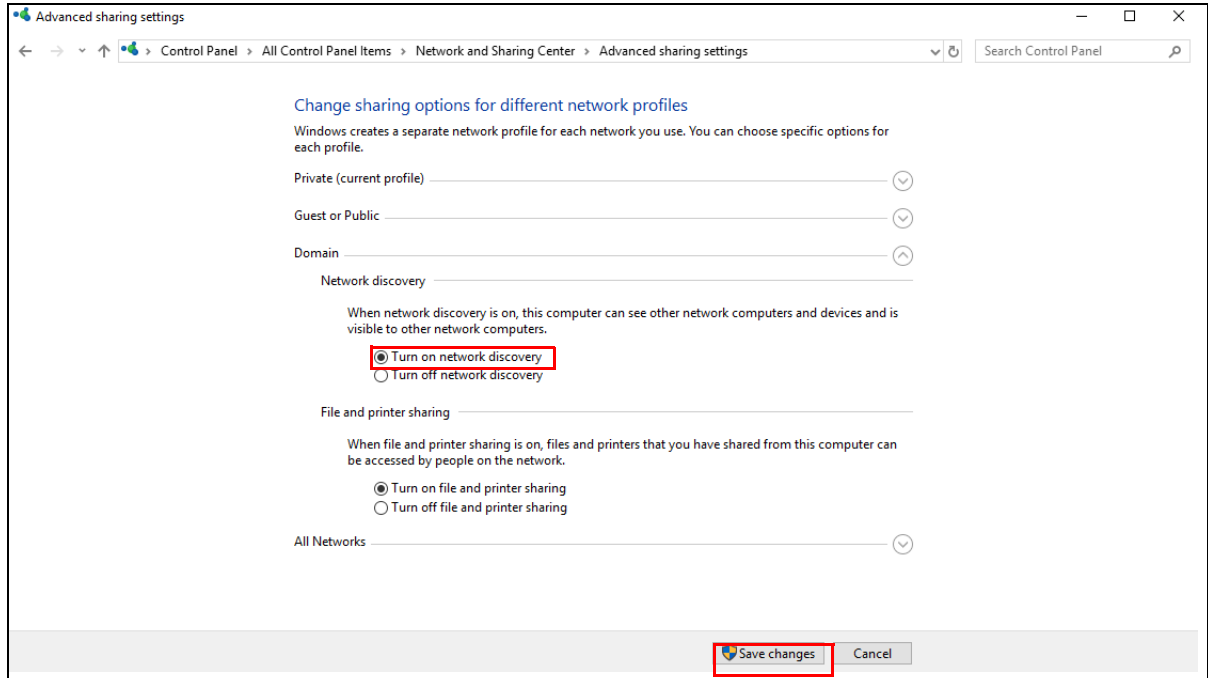 Advanced sharing settings
Control Panel > All Control Panel Items > Network and Sharing Center > Advanced sharing settings
Search Control Panel
Change sharing options for different network profiles
Windows creates a separate network profile for each network you use. You can choose specific options for
each profile.
Private (current profile)
Guest or Public
Domain
Network discovery
When network discovery is on, this computer can see other network computers and devices and is
visible to other network computers.
Turn on network discovery
Turn off network discovery
File and printer sharing
When file and printer sharing is on, files and printers that you have shared from this computer can
be accessed by people on the network.
Turn on file and printer sharing
Turn off file and printer sharing
All Networks
Save changes
Cancel